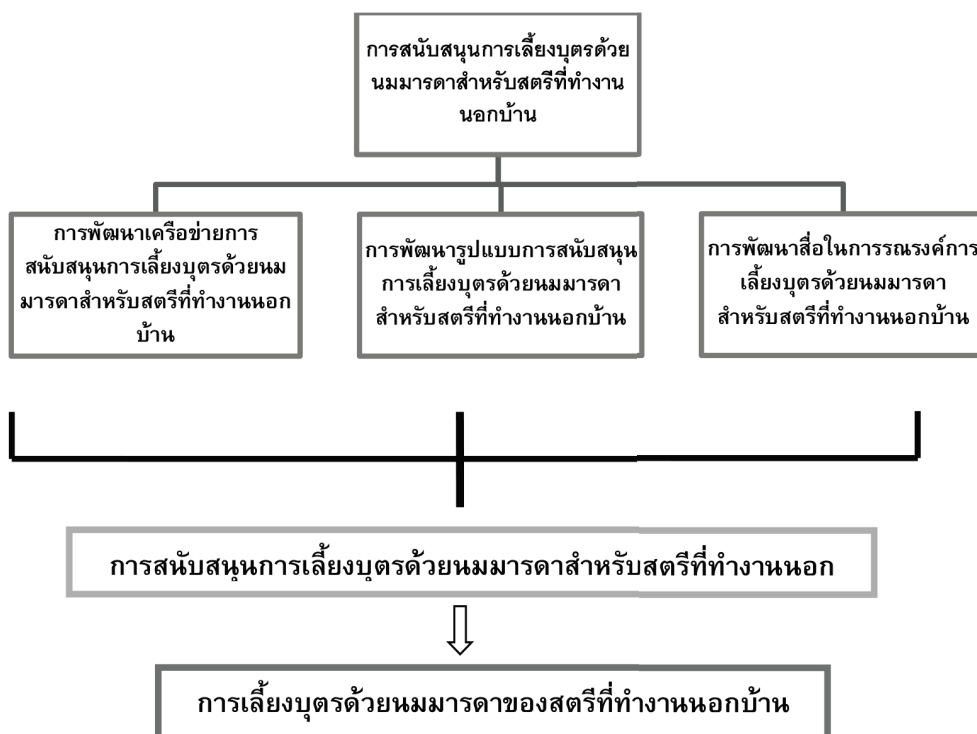 การสนับสนุนการเลี้ยงบุตรด้วย
นมมารดาสำหรับสตรีที่ทำงาน
นอกบ้าน
การพัฒนาเครือข่ายการ
สนับสนุนการเลี้ยงบุตรด้วยนม
มารดาสำหรับสตรีที่ทำงานนอก
บ้าน
การพัฒนารูปแบบการสนับสนุน
การเลี้ยงบุตรด้วยนมมารดา
สำหรับสตรีที่ทำงานนอกบ้าน
การพัฒนาสื่อในการรณรงค์การ
เลี้ยงบุตรด้วยนมมารดา
สำหรับสตรีที่ทำงานนอกบ้าน
การสนับสนุนการเลี้ยงบุตรด้วยนมมารดาสำหรับสตรีที่ทำงานนอก
การเลี้ยงบุตรด้วยนมมารดาของสตรีที่ทำงานนอกบ้าน